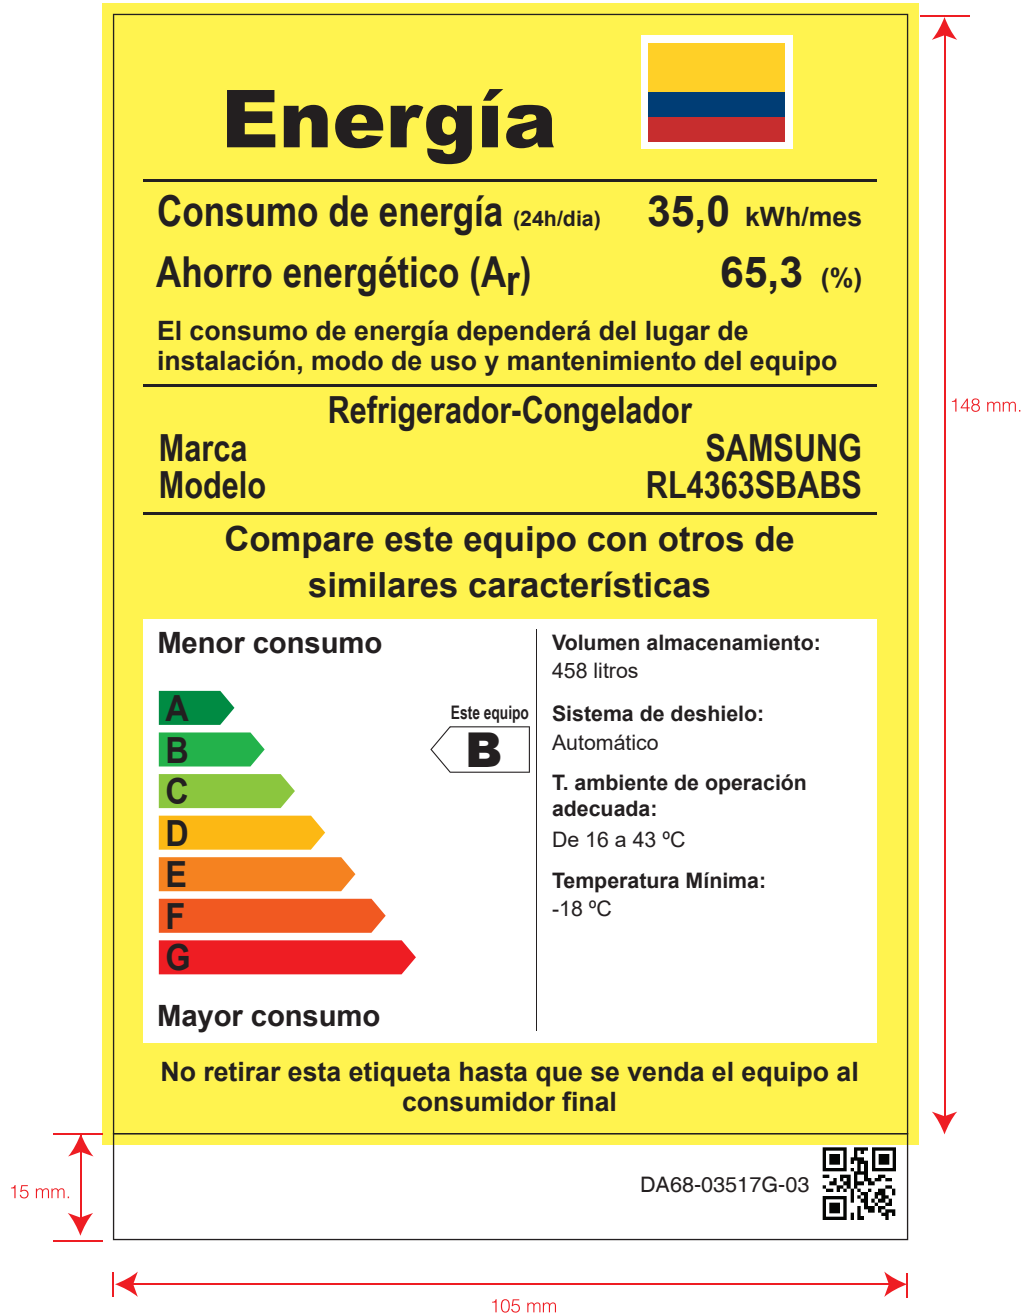 Energía
Consumo de energía (24h/dia) 35,0 kWh/mes
Ahorro energético (Ar) 65,3 (%)
El consumo de energía dependerá del lugar de
instalación, modo de uso y mantenimiento del equipo
Refrigerador-Congelador
Marca SAMSUNG
Modelo RL4363SBABS
Compare este equipo con otros de
similares características
Menor consumo
A
B
C
D
E
F
G
Mayor consumo
Este equipo
B
Volumen almacenamiento:
458 litros
Sistema de deshielo:
Automático
T. ambiente de operación
adecuada:
De 16 a 43 ºC
Temperatura Mínima:
-18 ºC
No retirar esta etiqueta hasta que se venda el equipo al
consumidor final
DA68-03517G-03
148 mm.
15 mm.
105 mm